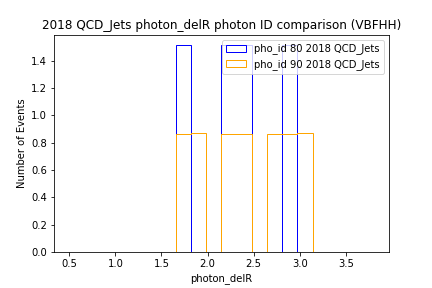 2018 QCD_Jets photon_delR photon ID comparison (VBFHH)
pho_id 80 2018 QCD_Jets
pho_id 90 2018 QCD_Jets
Number of Events
1.4
1.2
1.0
0.8
0.6
0.4
0.2
0.0
0.5 1.0 1.5 2.0 2.5 3.0 3.5
photon_delR